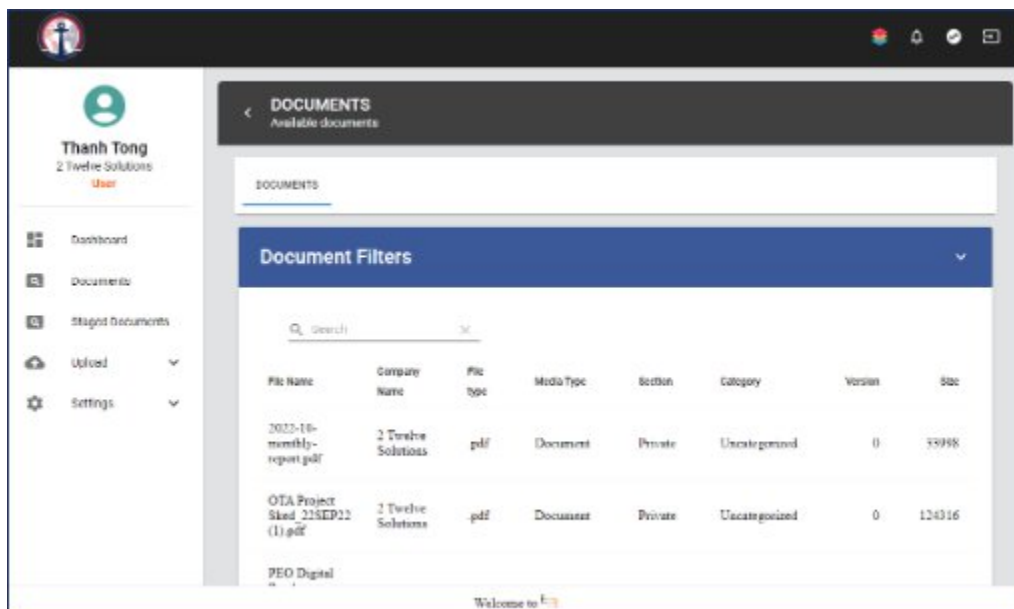 DOCUMENTS
Available documents
Thanh Tong
2 Twelve Solutions
User
Dashboard
Documents
Staged Documents
Upload
Settings
DOCUMENTS
Document Filters
Search
File Name
Company
Name
File
type
Media Type
Section
Category
Version
Size
2022-10-
monthly-
report.pdf
2 Twelve
Solutions
.pdf
Document
Private
Uncategorized
0
OTA Project
Sked_22SEP22
(1).pdf
2 Twelve
Solutions
.pdf
Document
Private
Uncategorized
0
124316
PEO Digital
Welcome to